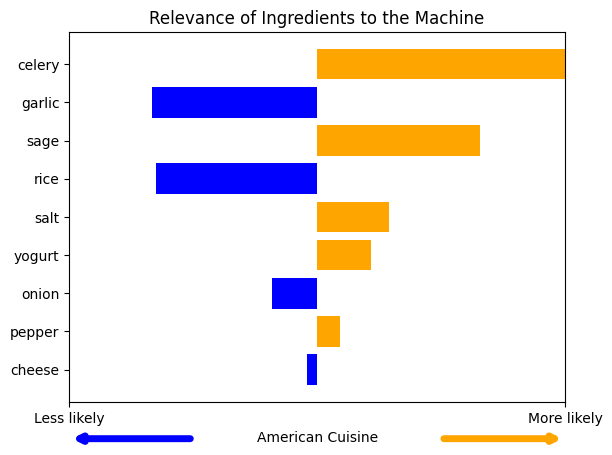 Relevance of Ingredients to the Machine
celery
garlic
sage
rice
salt
yogurt
onion
pepper
cheese
Less likely
More likely
American Cuisine